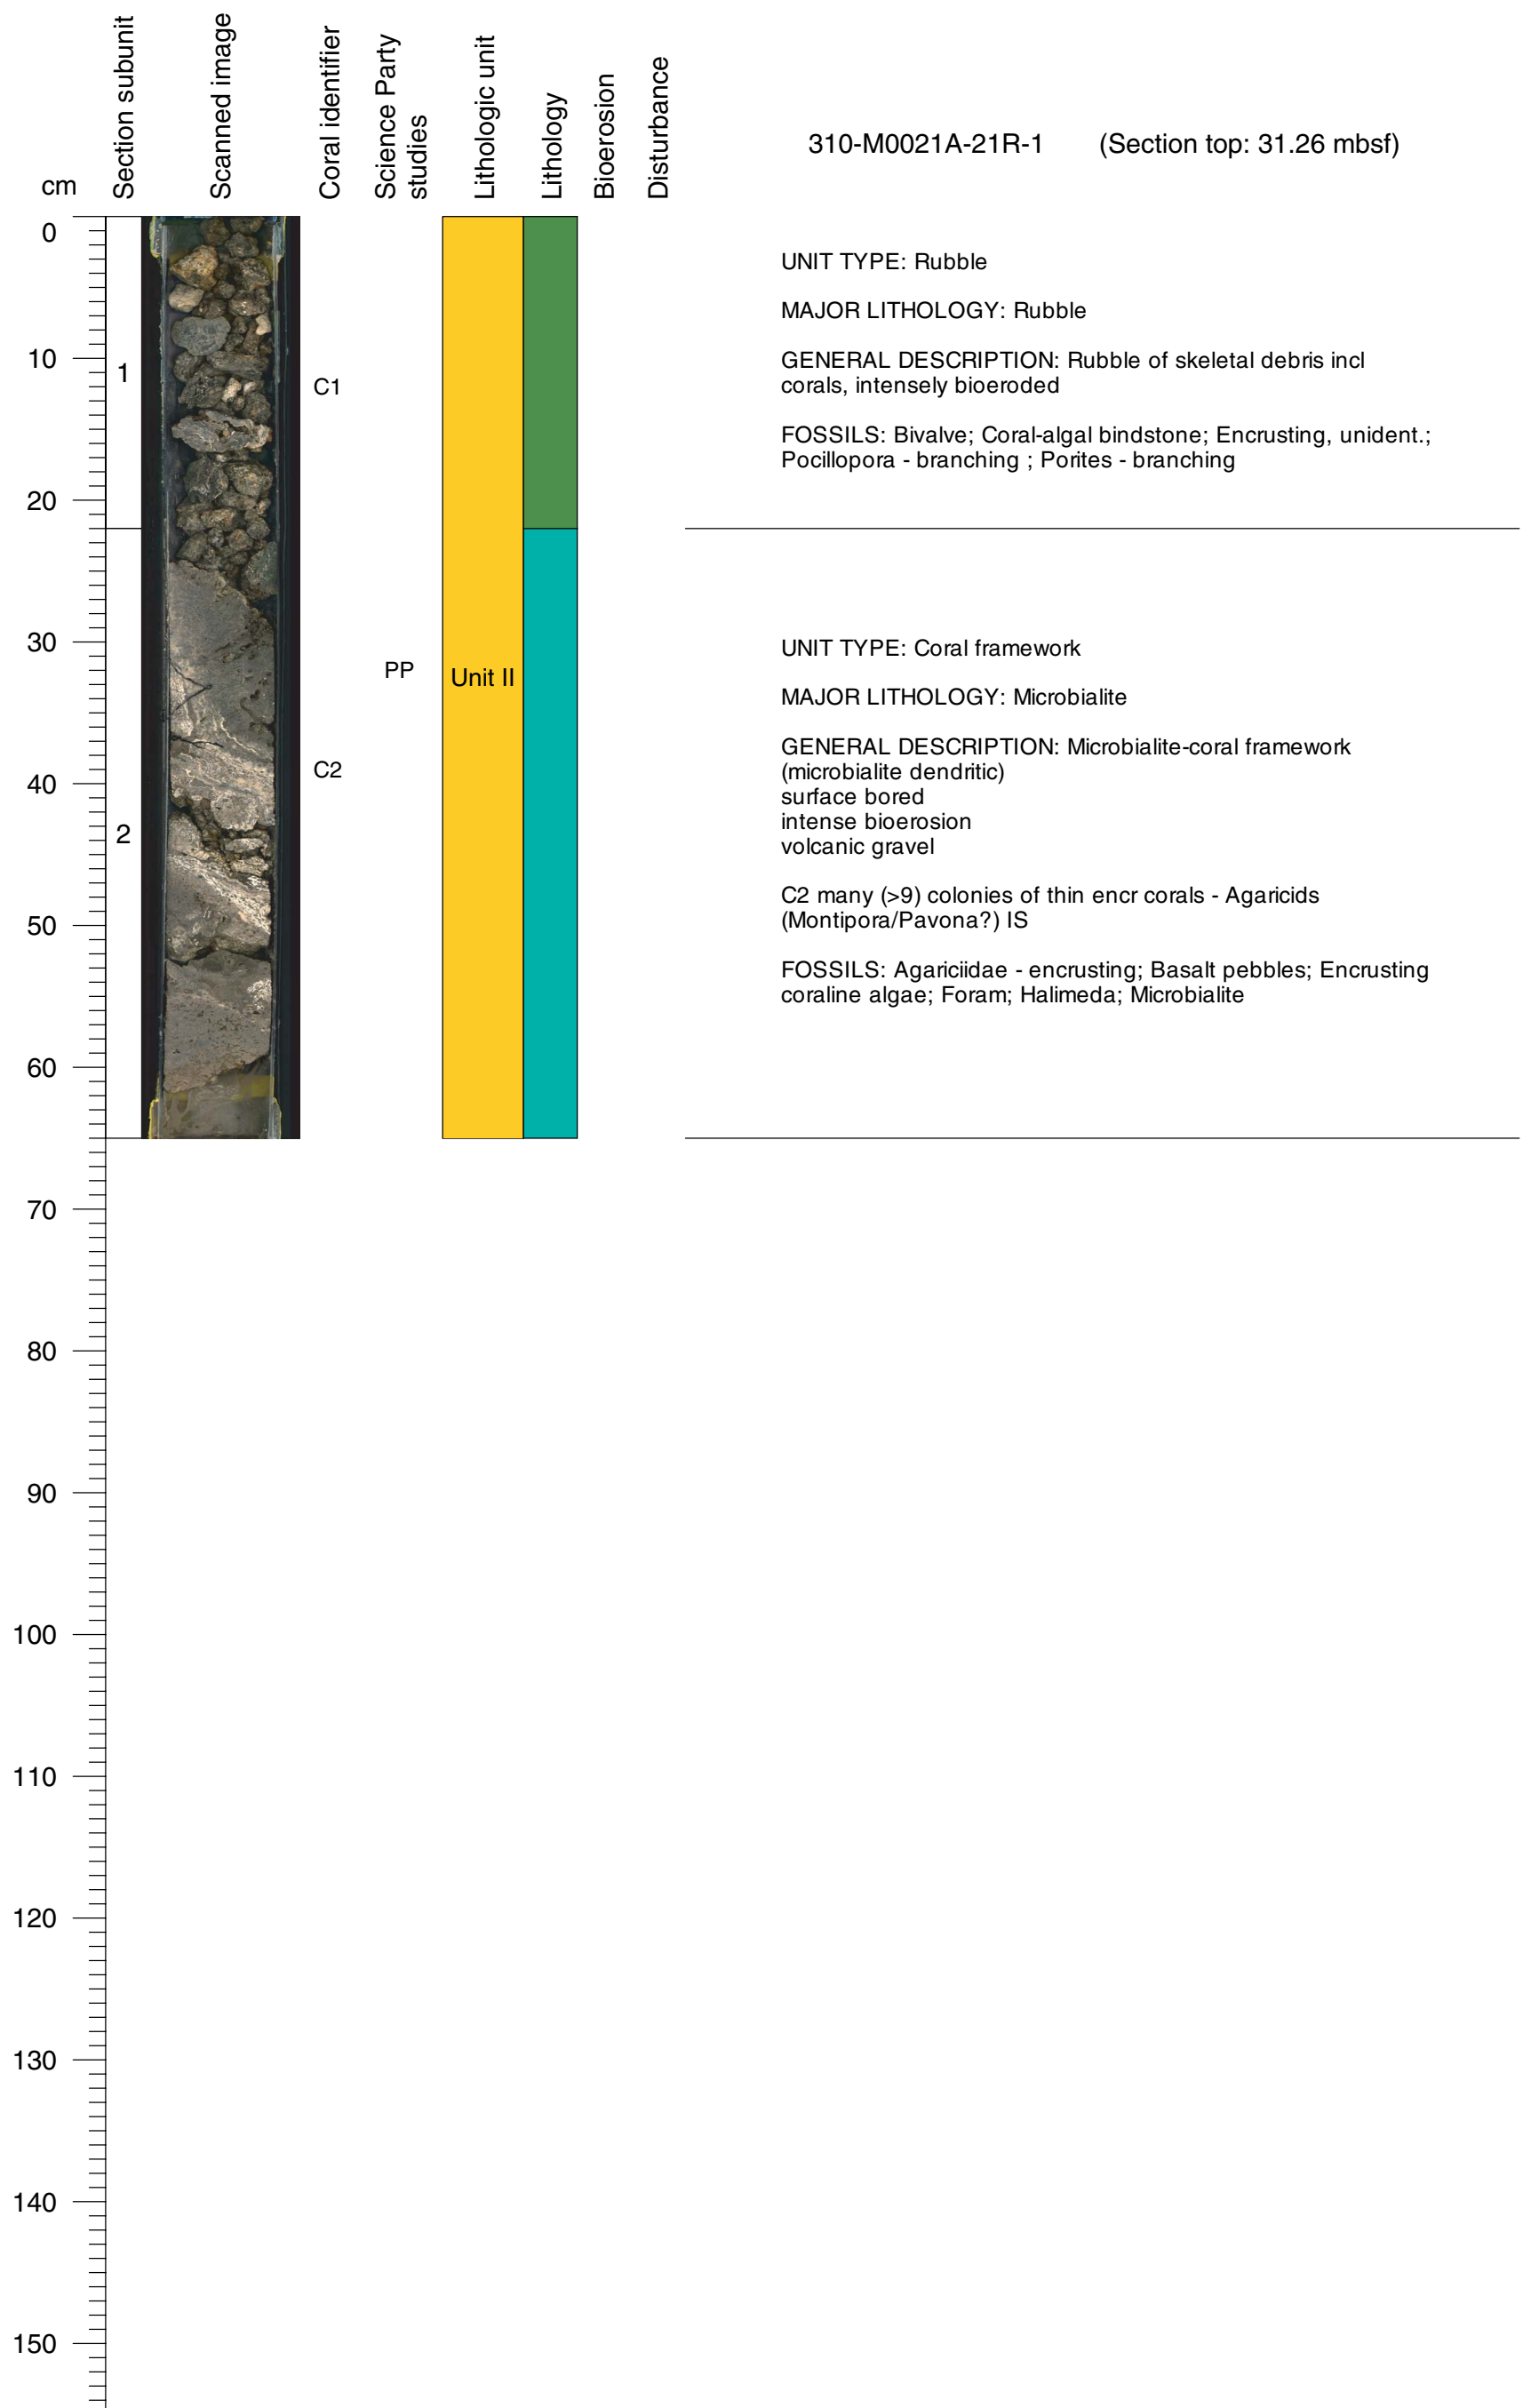 Section subunit
Scanned image
Coral identifier
Science Party
studies
Lithologic unit
Lithology
Bioerosion
Disturbance
310-M0021A-21R-1 (Section top: 31.26 mbsf)
cm
0
UNIT TYPE: Rubble
MAJOR LITHOLOGY: Rubble
10
1
C1
GENERAL DESCRIPTION: Rubble of skeletal debris incl
corals, intensely bioeroded
FOSSILS: Bivalve; Coral-algal bindstone; Encrusting, unident.;
Pocillopora - branching ; Porites - branching
20
30
UNIT TYPE: Coral framework
PP
Unit II
MAJOR LITHOLOGY: Microbialite
GENERAL DESCRIPTION: Microbialite-coral framework
(microbialite dendritic)
surface bored
intense bioerosion
volcanic gravel
C2
40
2
C2 many (>9) colonies of thin encr corals - Agaricids
(Montipora/Pavona?) IS
50
FOSSILS: Agariciidae - encrusting; Basalt pebbles; Encrusting
coraline algae; Foram; Halimeda; Microbialite
60
70
80
90
100
110
120
130
140
150